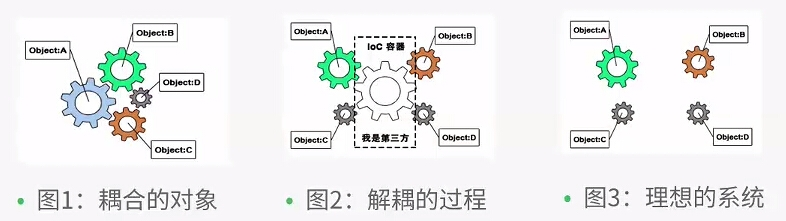 Object:A
Object:B
Object:D
Object:C
• 图1：耦合的对象
Object:A
IoC 容器
Object:B
Object:C
我是第三方
Object:D
• 图2：解耦的过程
Object:A
Object:B
Object:C
Object:D
• 图3：理想的系统